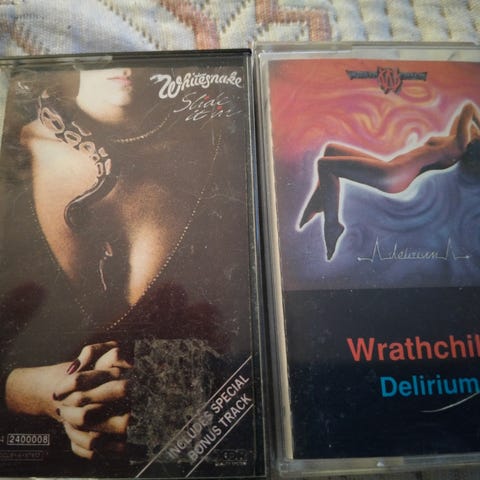 Whitesnake
Slide
it in
INCLUDES SPECIAL
BONUS TRACK
2400008
delirium
Wrathchil
Delirium